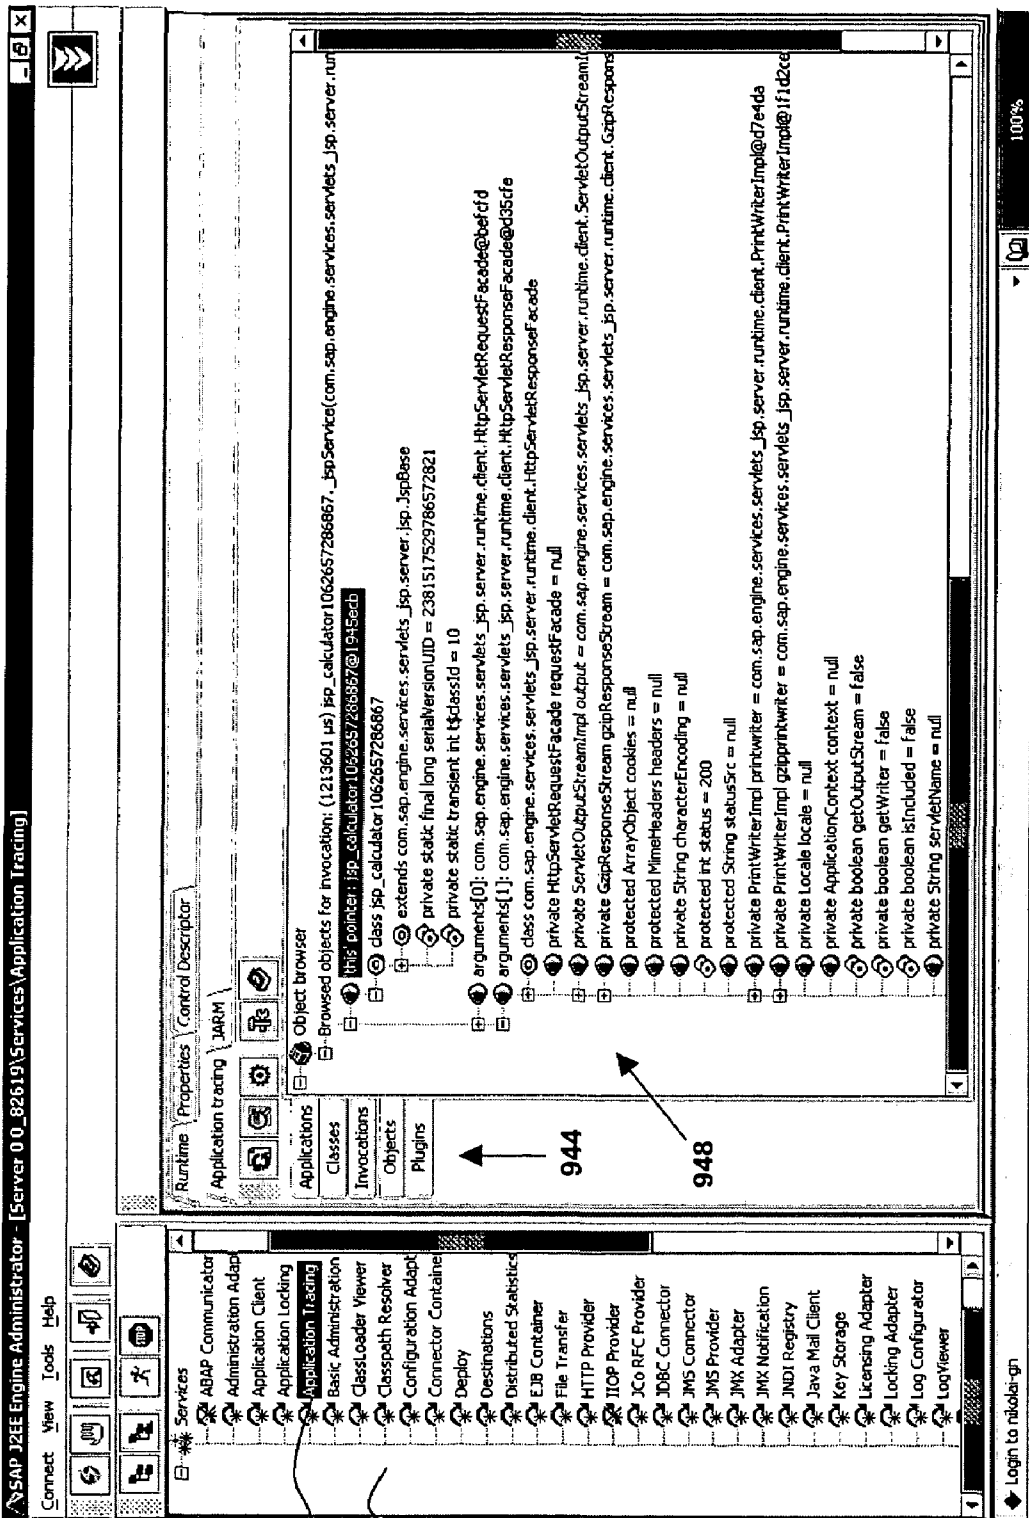 SAP J2EE Engine Administrator - [Server 0 0_82619\Services\Application Tracing]
Connect View Tools Help
Services
ABAP Communicator
Administration Adap
Application Client
Application Locking
Application Tracing
Basic Administration
ClassLoader Viewer
Classpath Resolver
Configuration Adapt
Connector Container
Deploy
Destinations
Distributed Statistics
EJB Container
File Transfer
HTTP Provider
IIOP Provider
JCo RFC Provider
JDBC Connector
JMS Connector
JMS Provider
JMX Adapter
JMX Notification
JNDI Registry
Java Mail Client
Key Storage
Licensing Adapter
Locking Adapter
Log Configurator
LogViewer
Runtime Properties Control Descriptor
Application tracing JARM
Applications
Classes
Invocations
Objects
Plugins
944
948
Object browser
Browsed objects for invocation: (1213601 µs) jsp_calculator1062657286867._jspService(com.sap.engine.services.servlets_jsp.server.run
'this' pointer: jsp_calculator1062657286867@1945ecb
class jsp_calculator1062657286867
extends com.sap.engine.services.servlets_jsp.server.jsp.JspBase
private static final long serialVersionUID = 2381517529786572821
private static transient int t$classId = 10
arguments[0]: com.sap.engine.services.servlets_jsp.server.runtime.client.HttpServletRequestFacade@befcfd
arguments[1]: com.sap.engine.services.servlets_jsp.server.runtime.client.HttpServletResponseFacade@d35cfe
class com.sap.engine.services.servlets_jsp.server.runtime.client.HttpServletResponseFacade
private HttpServletRequestFacade requestFacade = null
private ServletOutputStreamImpl output = com.sap.engine.services.servlets_jsp.server.runtime.client.ServletOutputStreamI
private GzipResponseStream gzipResponseStream = com.sap.engine.services.servlets_jsp.server.runtime.client.GzipRespons
protected ArrayObject cookies = null
protected MimeHeaders headers = null
private String characterEncoding = null
protected int status = 200
protected String statusSrc = null
private PrintWriterImpl printwriter = com.sap.engine.services.servlets_jsp.server.runtime.client.PrintWriterImpl@d7e4da
private PrintWriterImpl gzipprintwriter = com.sap.engine.services.servlets_jsp.server.runtime.client.PrintWriterImpl@1f1d2ce
private Locale locale = null
private ApplicationContext context = null
private boolean getOutputStream = false
private boolean getWriter = false
private boolean isIncluded = false
private String servletName = null
Login to nikolai-gn
100%